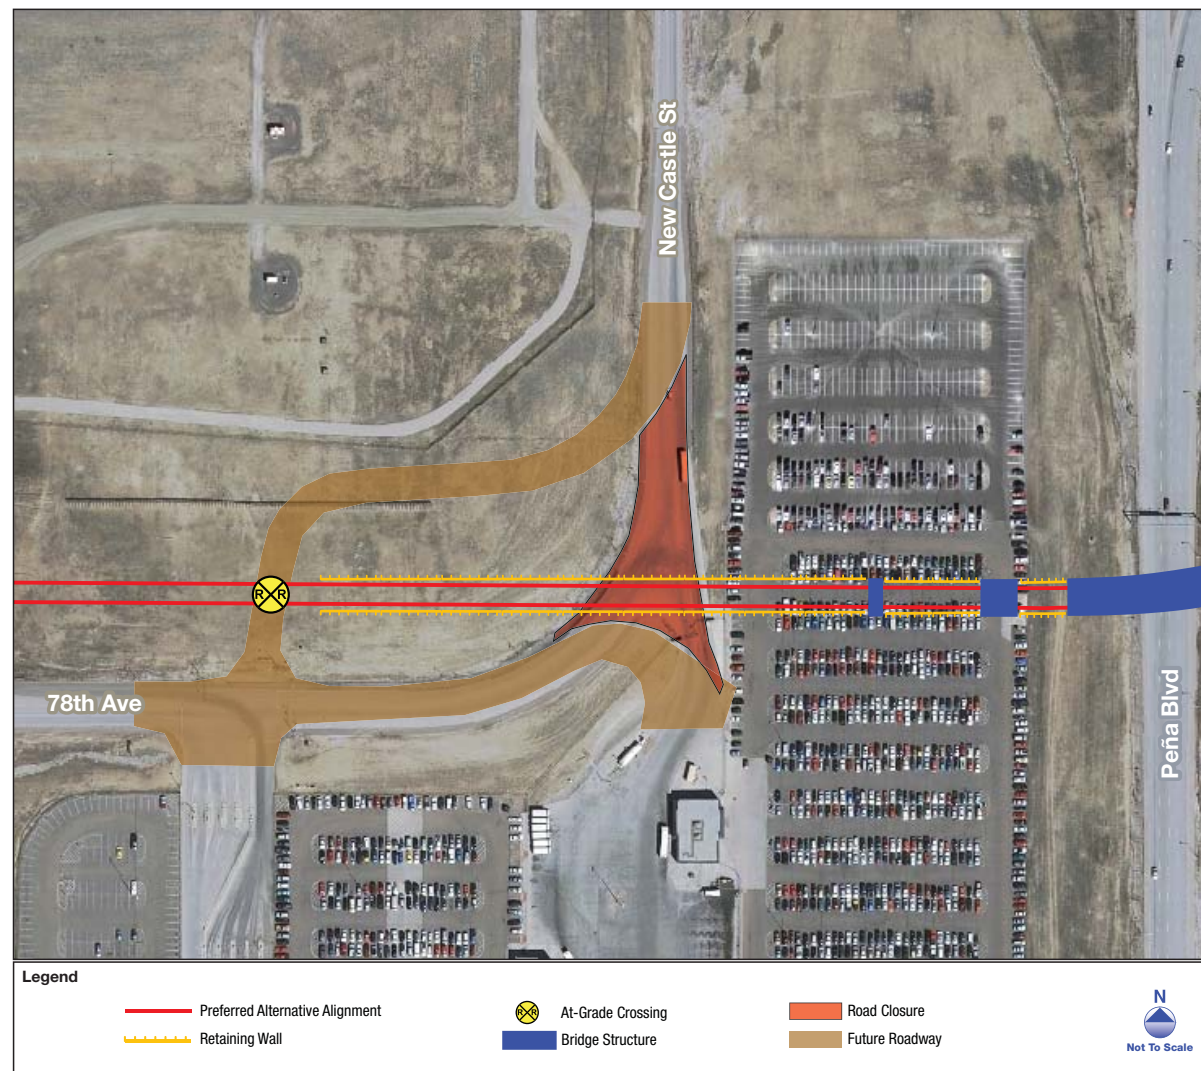 New Castle St
R R
78th Ave
Peña Blvd
Legend
Preferred Alternative Alignment
Retaining Wall
R R
At-Grade Crossing
Bridge Structure
Road Closure
Future Roadway
N
Not To Scale